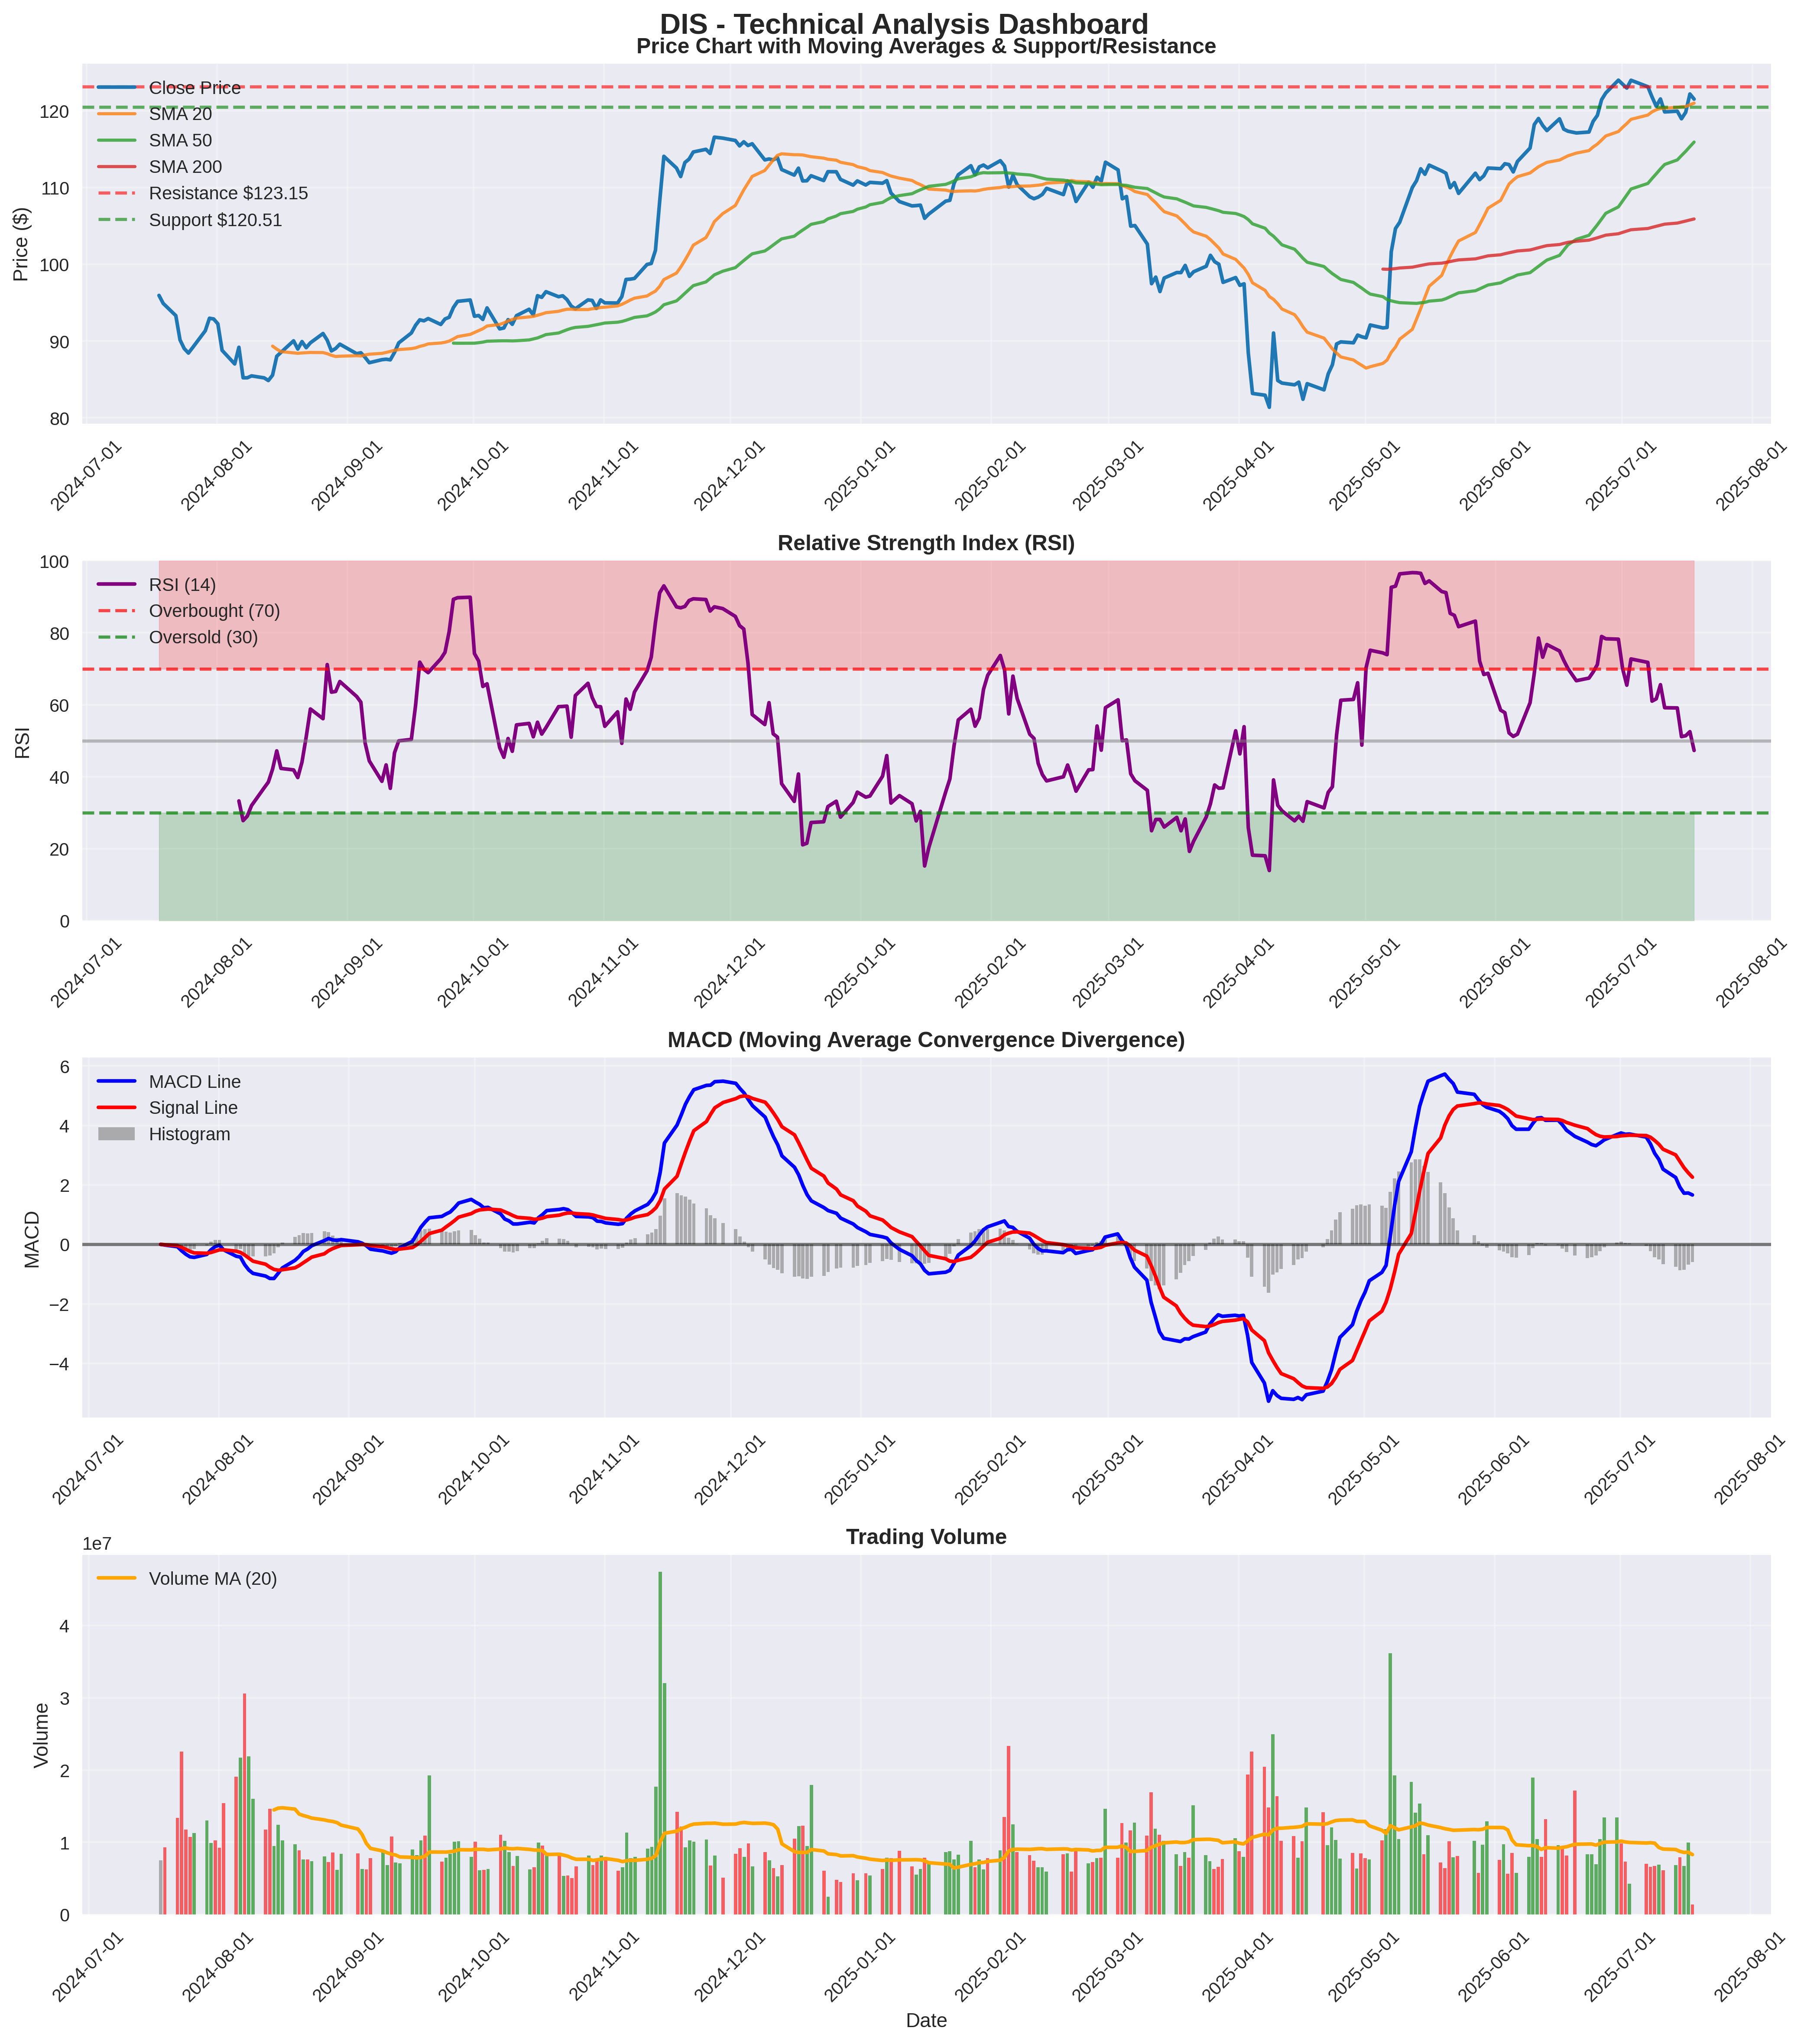 DIS - Technical Analysis Dashboard
Price Chart with Moving Averages & Support/Resistance
Price ($)
120
110
100
90
80
Close Price
SMA 20
SMA 50
SMA 200
Resistance $123.15
Support $120.51
2024-07-01 2024-08-01 2024-09-01 2024-10-01 2024-11-01 2024-12-01 2025-01-01 2025-02-01 2025-03-01 2025-04-01 2025-05-01 2025-06-01 2025-07-01 2025-08-01
Relative Strength Index (RSI)
RSI
100
80
60
40
20
0
RSI (14)
Overbought (70)
Oversold (30)
2024-07-01 2024-08-01 2024-09-01 2024-10-01 2024-11-01 2024-12-01 2025-01-01 2025-02-01 2025-03-01 2025-04-01 2025-05-01 2025-06-01 2025-07-01 2025-08-01
MACD (Moving Average Convergence Divergence)
MACD
6
4
2
0
−2
−4
MACD Line
Signal Line
Histogram
2024-07-01 2024-08-01 2024-09-01 2024-10-01 2024-11-01 2024-12-01 2025-01-01 2025-02-01 2025-03-01 2025-04-01 2025-05-01 2025-06-01 2025-07-01 2025-08-01
Trading Volume
1e7
Volume
4
3
2
1
0
Volume MA (20)
2024-07-01 2024-08-01 2024-09-01 2024-10-01 2024-11-01 2024-12-01 2025-01-01 2025-02-01 2025-03-01 2025-04-01 2025-05-01 2025-06-01 2025-07-01 2025-08-01
Date